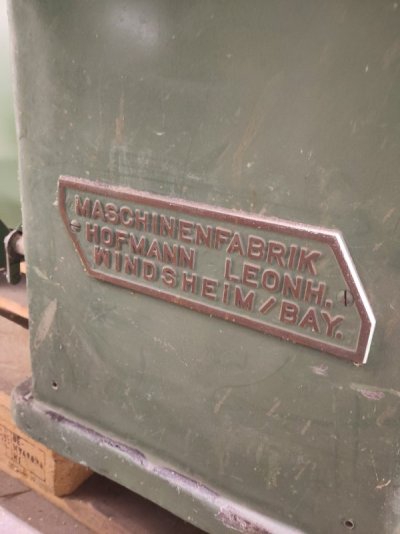 MASCHINENFABRIK
HOFMANN LEONH.
WINDSHEIM/BAY.